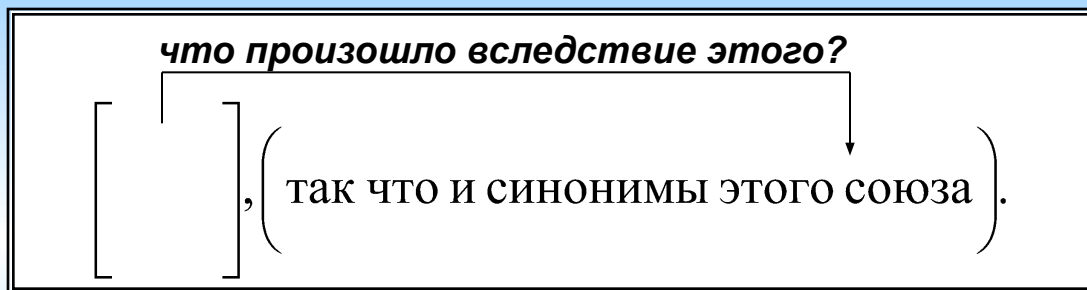 что произошло вследствие этого?
[ ], ( так что и синонимы этого союза ).